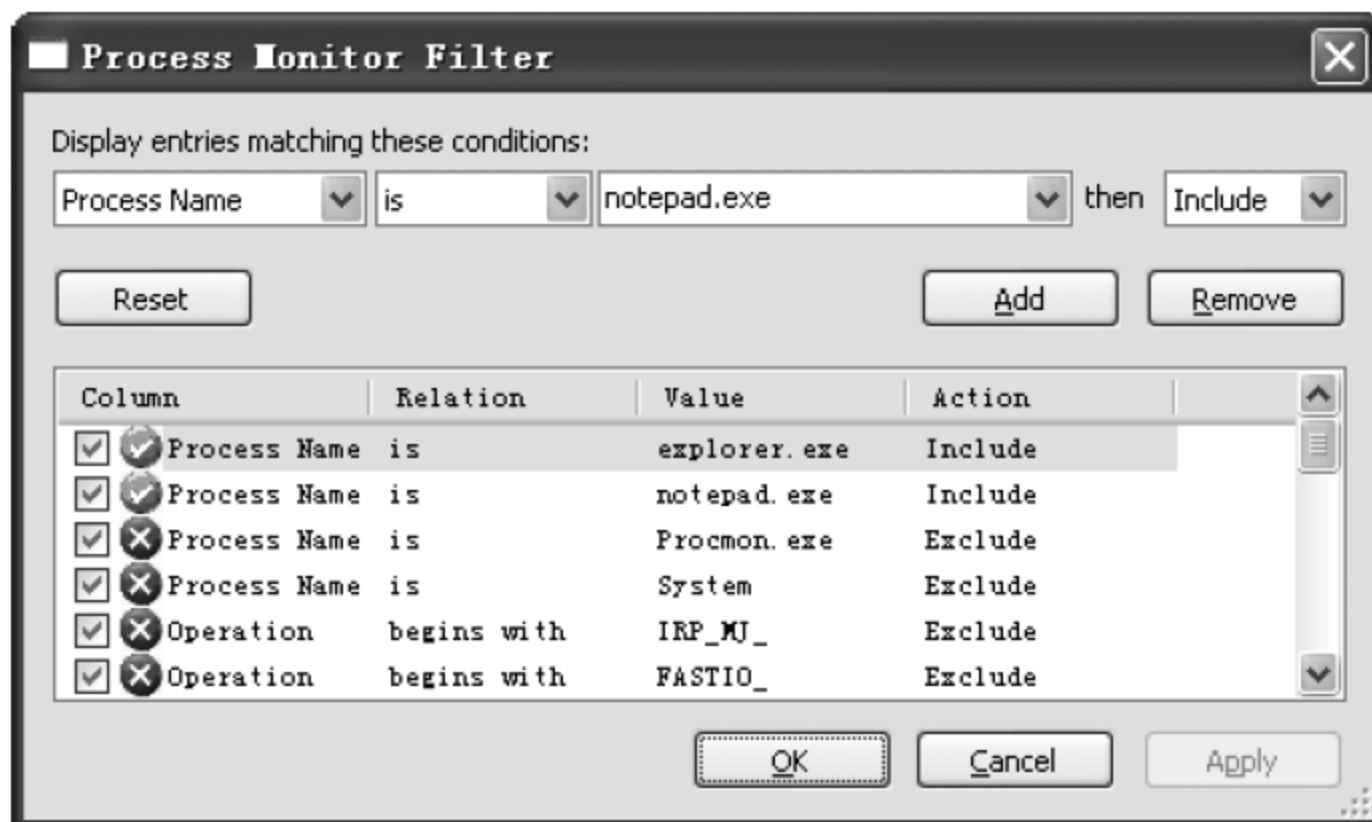 Process Monitor Filter
Display entries matching these conditions:
Process Name is notepad.exe then Include
Reset Add Remove
Column Relation Value Action
Process Name is explorer.exe Include
Process Name is notepad.exe Include
Process Name is Procmon.exe Exclude
Process Name is System Exclude
Operation begins with IRP_MJ_ Exclude
Operation begins with FASTIO_ Exclude
OK Cancel Apply